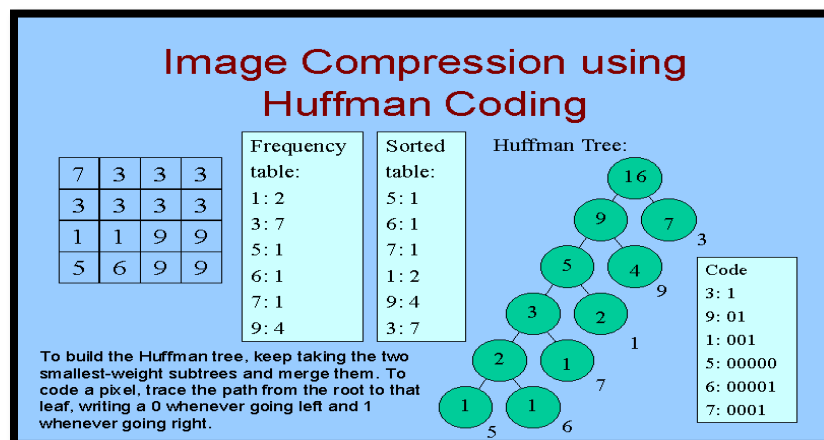 Image Compression using
Huffman Coding
7 3 3 3
3 3 3 3
1 1 9 9
5 6 9 9
Frequency
table:
1: 2
3: 7
5: 1
6: 1
7: 1
9: 4
Sorted
table:
5: 1
6: 1
7: 1
1: 2
9: 4
3: 7
Huffman Tree:
16
9 7
3
5 4
9
3 2
1
2 1
7
1 1
5 6
Code
3: 1
9: 01
1: 001
5: 00000
6: 00001
7: 0001
To build the Huffman tree, keep taking the two
smallest-weight subtrees and merge them. To
code a pixel, trace the path from the root to that
leaf, writing a 0 whenever going left and 1
whenever going right.